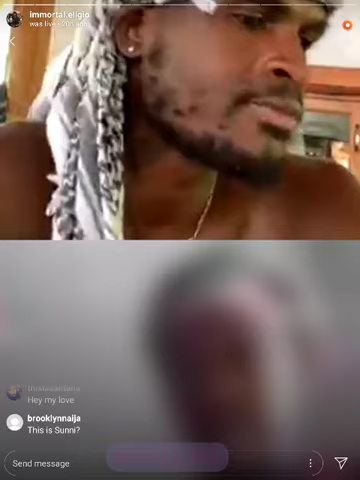 immortal.eligio
Hey my love
brooklynnaija
This is Sunni?
Send message